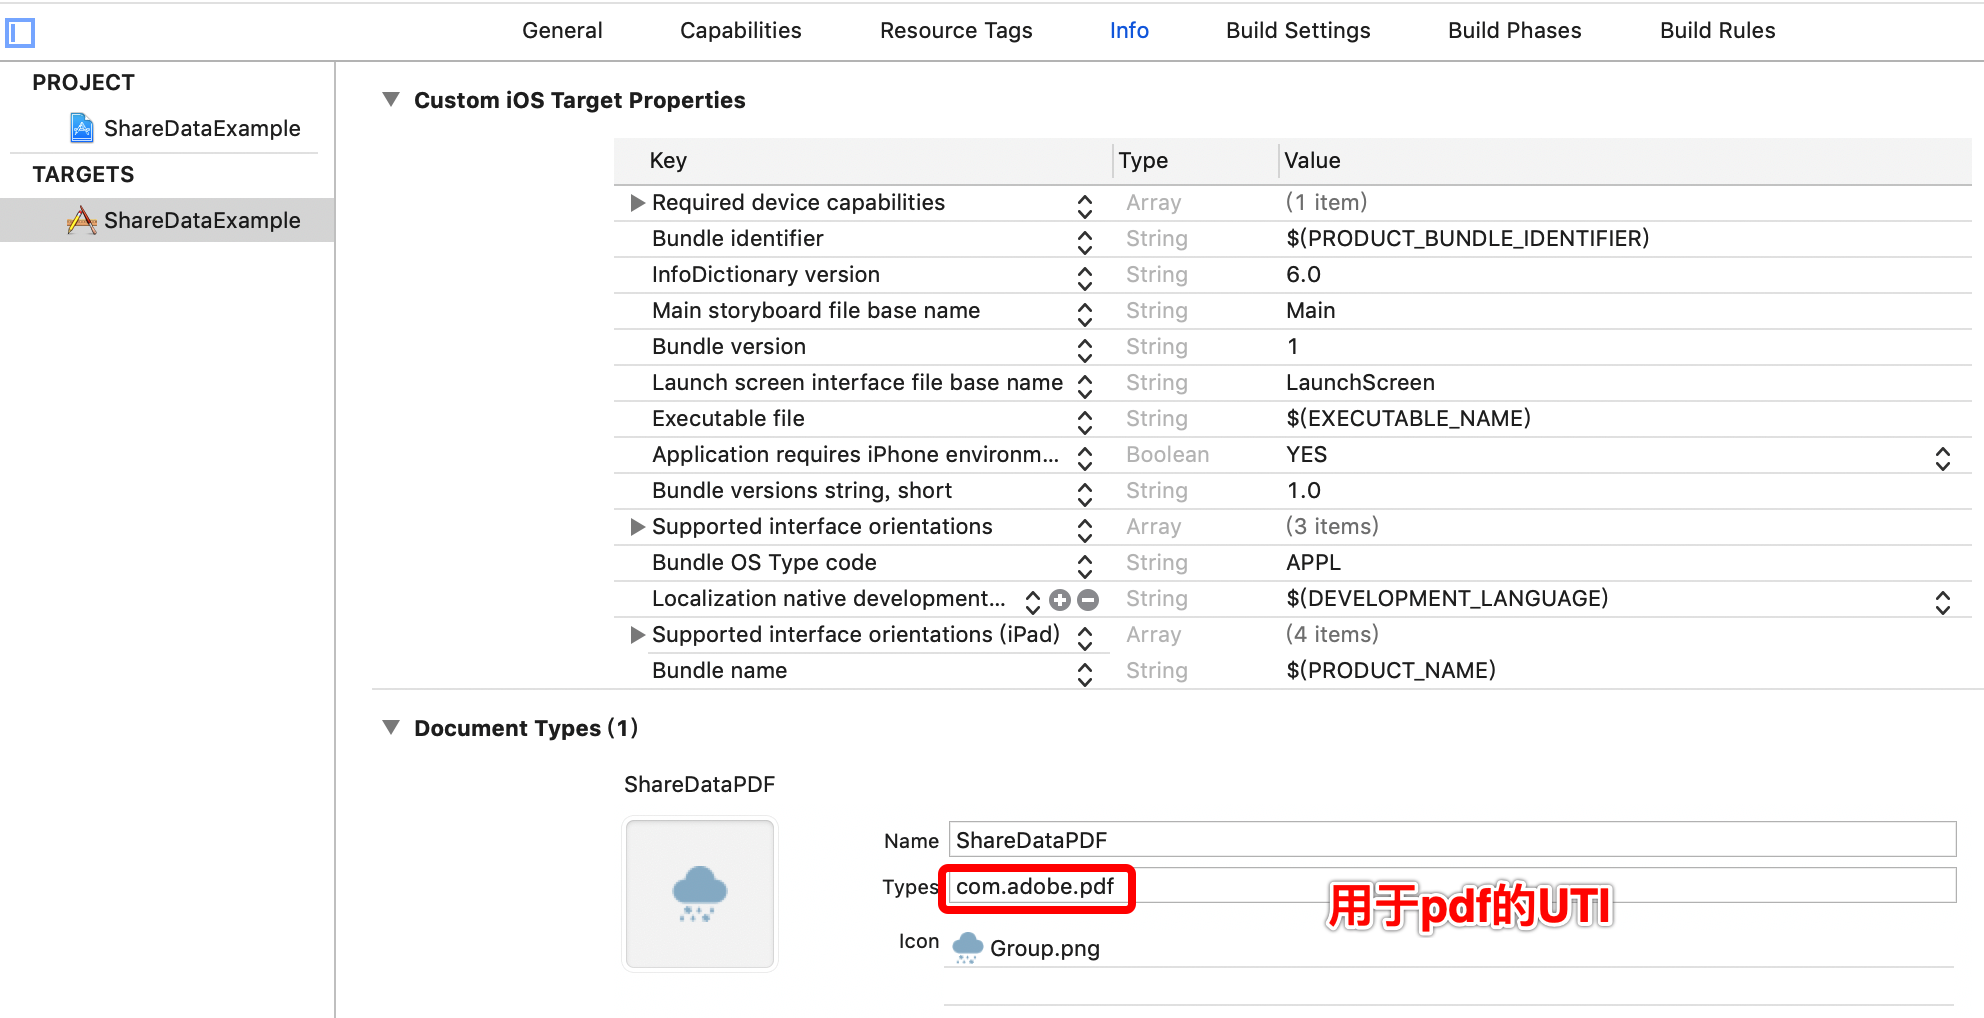 General Capabilities Resource Tags Info Build Settings Build Phases Build Rules
PROJECT
ShareDataExample
TARGETS
ShareDataExample
Custom iOS Target Properties
Key Type Value
Required device capabilities Array (1 item)
Bundle identifier String $(PRODUCT_BUNDLE_IDENTIFIER)
InfoDictionary version String 6.0
Main storyboard file base name String Main
Bundle version String 1
Launch screen interface file base name String LaunchScreen
Executable file String $(EXECUTABLE_NAME)
Application requires iPhone environm... Boolean YES
Bundle versions string, short String 1.0
Supported interface orientations Array (3 items)
Bundle OS Type code String APPL
Localization native development... String $(DEVELOPMENT_LANGUAGE)
Supported interface orientations (iPad) Array (4 items)
Bundle name String $(PRODUCT_NAME)
Document Types (1)
ShareDataPDF
Name ShareDataPDF
Types com.adobe.pdf
用于pdf的UTI
Icon Group.png